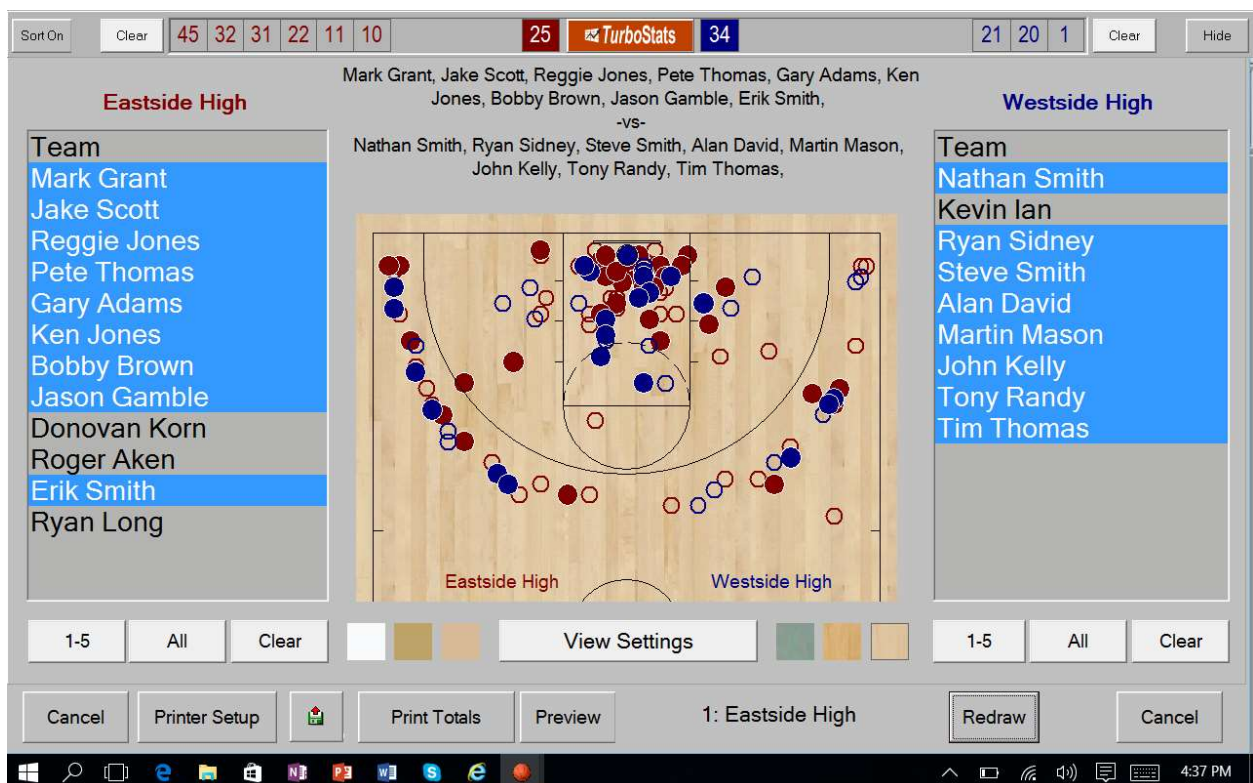 Sort On Clear 45 32 31 22 11 10 25 TurboStats 34 21 20 1 Clear Hide
Mark Grant, Jake Scott, Reggie Jones, Pete Thomas, Gary Adams, Ken
Jones, Bobby Brown, Jason Gamble, Erik Smith,
-vs-
Nathan Smith, Ryan Sidney, Steve Smith, Alan David, Martin Mason,
John Kelly, Tony Randy, Tim Thomas,
Eastside High
Team
Mark Grant
Jake Scott
Reggie Jones
Pete Thomas
Gary Adams
Ken Jones
Bobby Brown
Jason Gamble
Donovan Korn
Roger Aken
Erik Smith
Ryan Long
Westside High
Team
Nathan Smith
Kevin Ian
Ryan Sidney
Steve Smith
Alan David
Martin Mason
John Kelly
Tony Randy
Tim Thomas
Eastside High Westside High
1-5 All Clear View Settings 1-5 All Clear
Cancel Printer Setup Print Totals Preview 1: Eastside High Redraw Cancel
4:37 PM